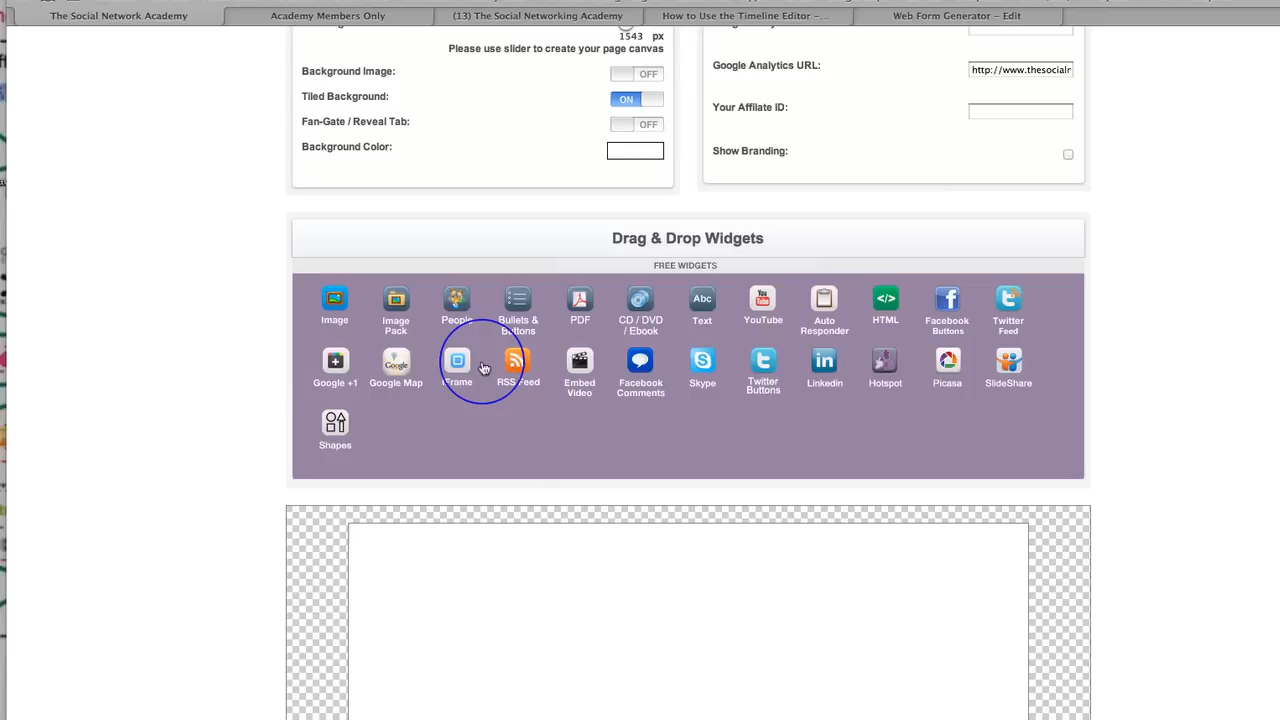 The Social Network Academy
Academy Members Only
(13) The Social Networking Academy
How to Use the Timeline Editor -...
Web Form Generator - Edit
1543 px
Please use slider to create your page canvas
Background Image:
OFF
Tiled Background:
ON
Fan-Gate / Reveal Tab:
OFF
Background Color:
Google Analytics URL:
http://www.thesocialr
Your Affilate ID:
Show Branding:
Drag & Drop Widgets
FREE WIDGETS
Abc
You Tube
</>
Image
Image Pack
People
Bullets & Buttons
PDF
CD / DVD / Ebook
Text
YouTube
Auto Responder
HTML
Facebook Buttons
Twitter Feed
Google
in
Google +1
Google Map
iFrame
RSS Feed
Embed Video
Facebook Comments
Skype
Twitter Buttons
Linkedin
Hotspot
Picasa
SlideShare
Shapes